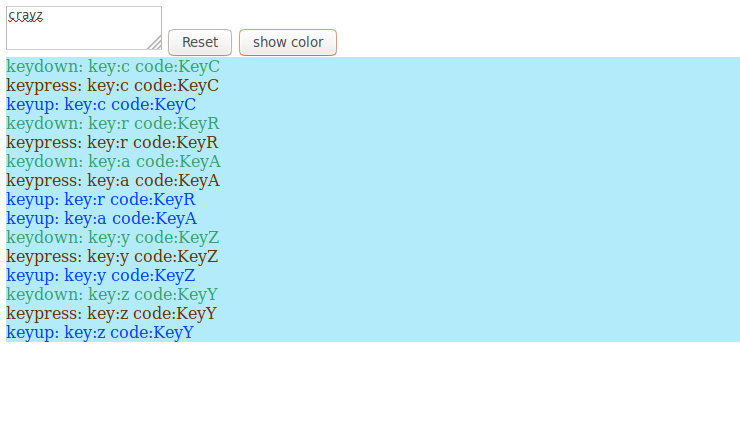 crayz
Reset show color
keydown: key:c code:KeyC
keypress: key:c code:KeyC
keyup: key:c code:KeyC
keydown: key:r code:KeyR
keypress: key:r code:KeyR
keydown: key:a code:KeyA
keypress: key:a code:KeyA
keyup: key:r code:KeyR
keyup: key:a code:KeyA
keydown: key:y code:KeyZ
keypress: key:y code:KeyZ
keyup: key:y code:KeyZ
keydown: key:z code:KeyY
keypress: key:z code:KeyY
keyup: key:z code:KeyY